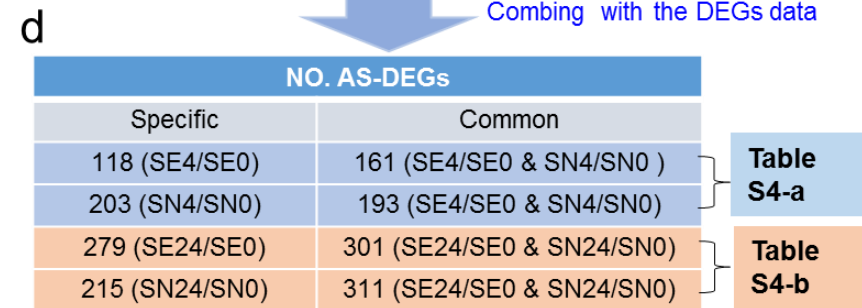 Combing with the DEGs data
d
NO. AS-DEGs
Specific Common
118 (SE4/SE0) 161 (SE4/SE0 & SN4/SN0 )
203 (SN4/SN0) 193 (SE4/SE0 & SN4/SN0)
Table
S4-a
279 (SE24/SE0) 301 (SE24/SE0 & SN24/SN0)
215 (SN24/SN0) 311 (SE24/SE0 & SN24/SN0)
Table
S4-b